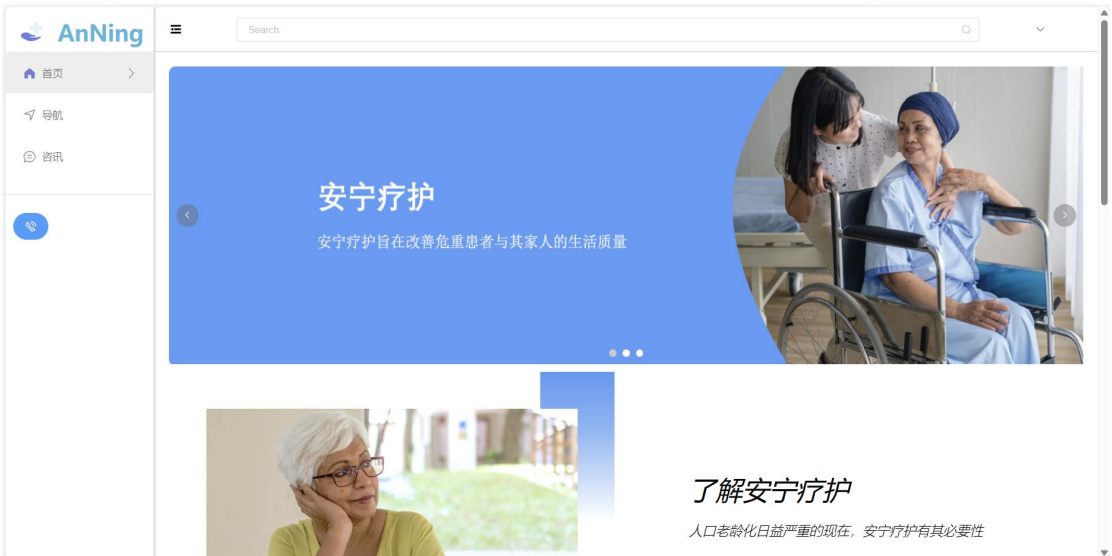 AnNing
Search
首页
导航
咨讯
安宁疗护
安宁疗护旨在改善危重患者与其家人的生活质量
了解安宁疗护
人口老龄化日益严重的现在，安宁疗护有其必要性